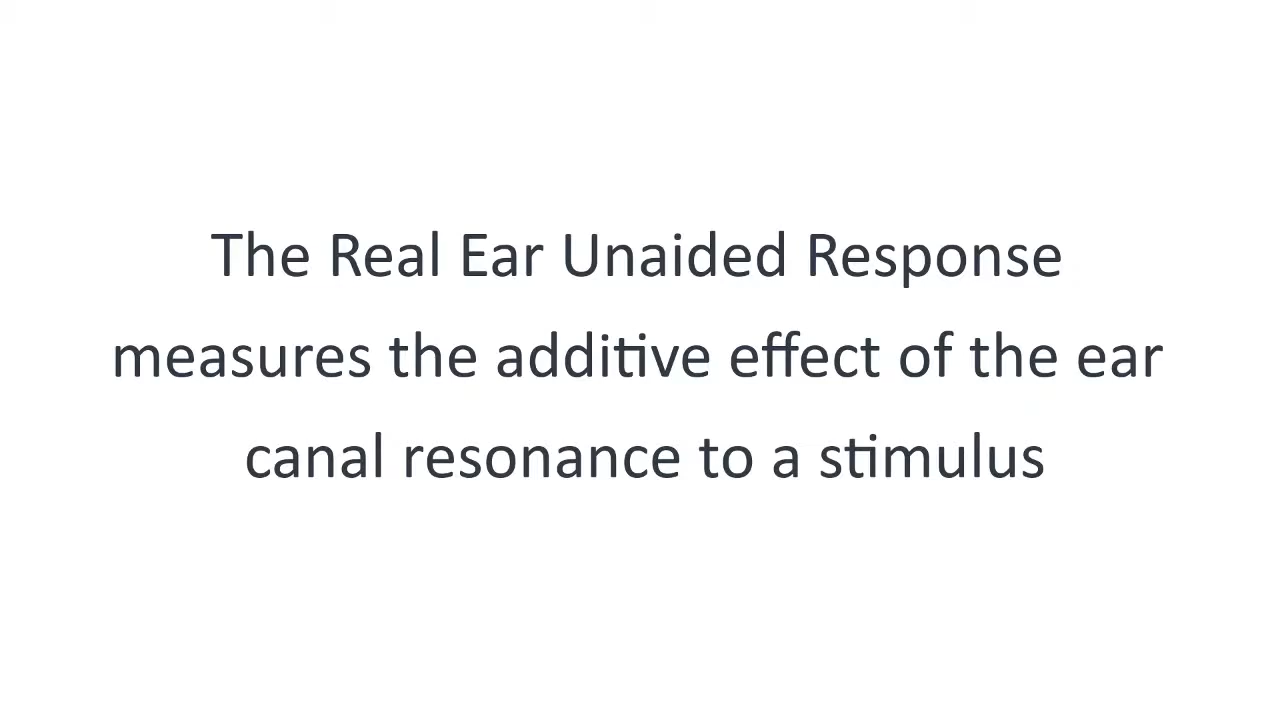 The Real Ear Unaided Response
measures the additive effect of the ear
canal resonance to a stimulus